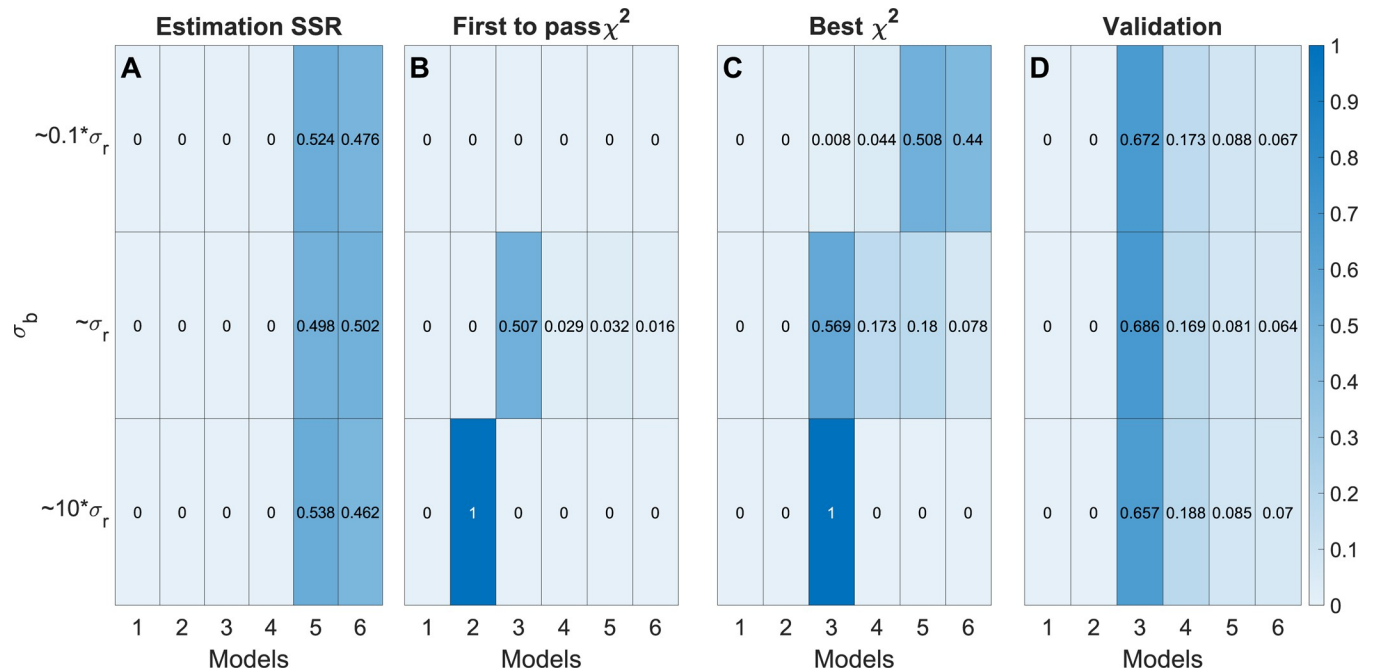 Estimation SSR
First to pass χ²
Best χ²
Validation
A
B
C
D
~0.1*σr
0 0 0 0 0.524 0.476
0 0 0 0 0 0
0 0 0.008 0.044 0.508 0.44
0 0 0.672 0.173 0.088 0.067
~σr
0 0 0 0 0.498 0.502
0 0 0.507 0.029 0.032 0.016
0 0 0.569 0.173 0.18 0.078
0 0 0.686 0.169 0.081 0.064
~10*σr
0 0 0 0 0.538 0.462
0 1 0 0 0 0
0 0 1 0 0 0
0 0 0.657 0.188 0.085 0.07
σb
1 2 3 4 5 6
1 2 3 4 5 6
1 2 3 4 5 6
1 2 3 4 5 6
Models
Models
Models
Models
1
0.9
0.8
0.7
0.6
0.5
0.4
0.3
0.2
0.1
0